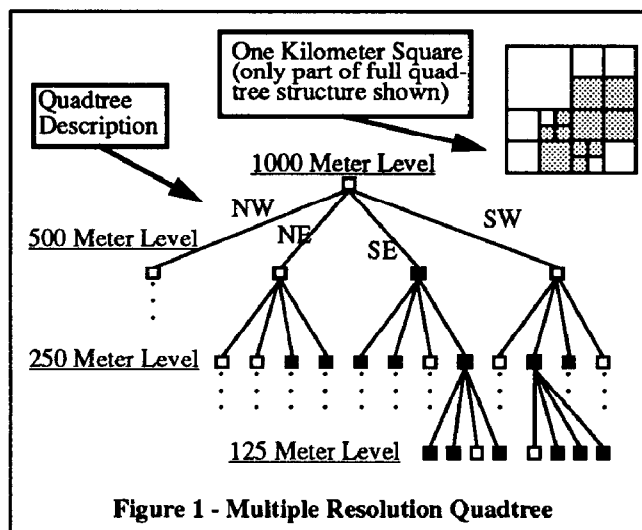 One Kilometer Square
(only part of full quad-
tree structure shown)
Quadtree
Description
1000 Meter Level
NW
NE
SE
SW
500 Meter Level
250 Meter Level
125 Meter Level
Figure 1 - Multiple Resolution Quadtree